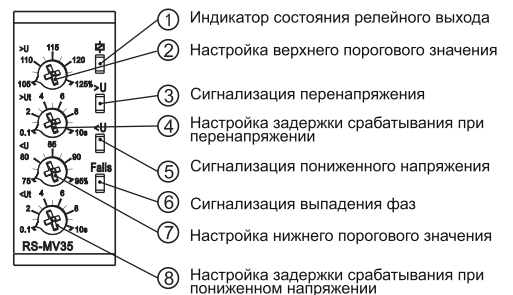 1 Индикатор состояния релейного выхода
2 Настройка верхнего порогового значения
3 Сигнализация перенапряжения
4 Настройка задержки срабатывания при
перенапряжении
5 Сигнализация пониженного напряжения
6 Сигнализация выпадения фаз
7 Настройка нижнего порогового значения
8 Настройка задержки срабатывания при
пониженном напряжении
>U 115
110 120
105 125%
>U
>Ut 4 6
2 8
0.1 10s
<U
<U 85
80 90
75 95%
Fails
<Ut 4 6
2 8
0.1 10s
RS-MV35